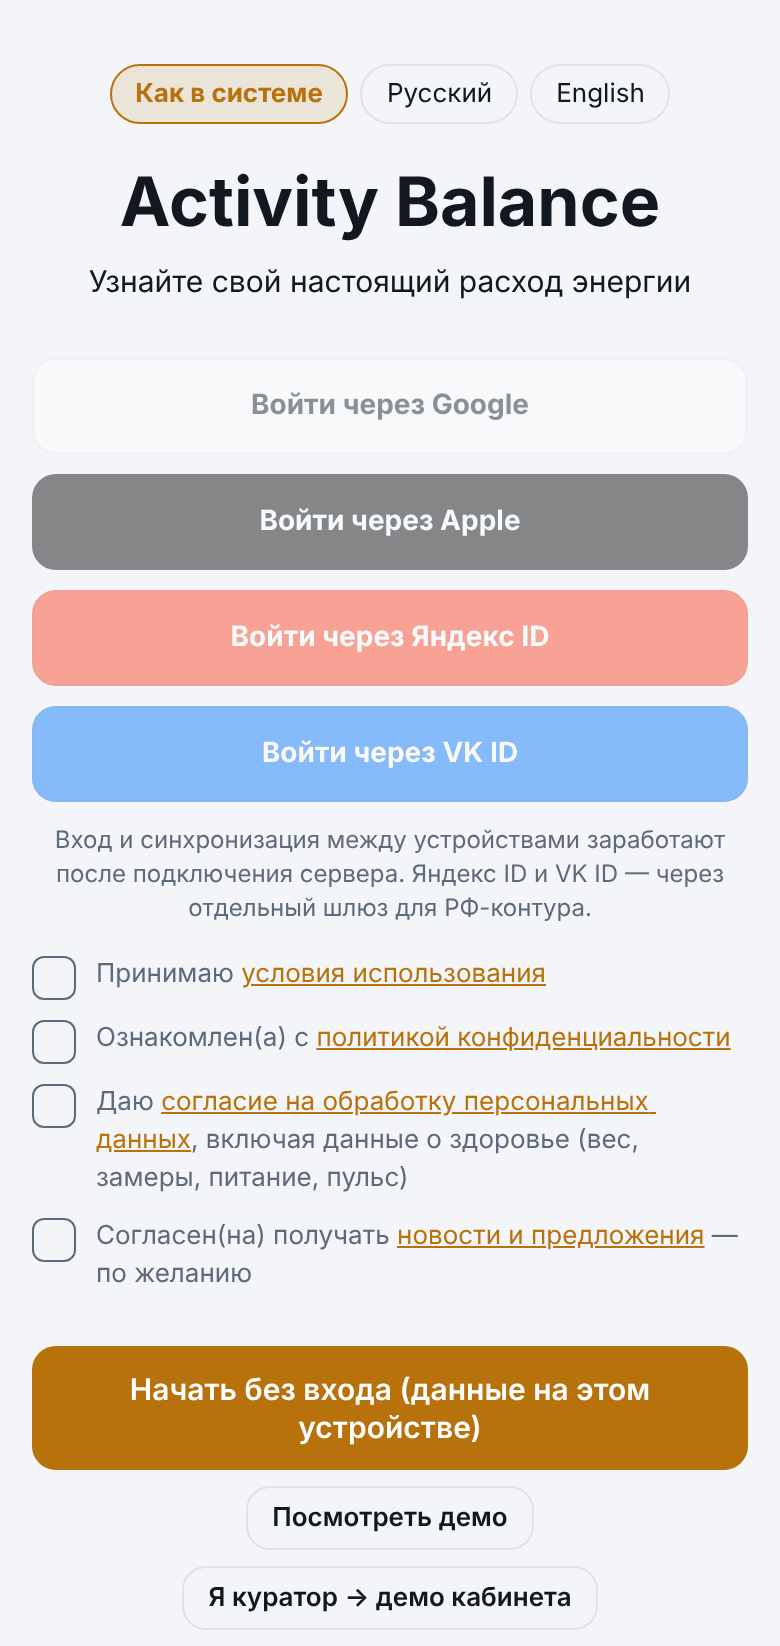 Как в системе
Русский
English
Activity Balance
Узнайте свой настоящий расход энергии
Войти через Google
Войти через Apple
Войти через Яндекс ID
Войти через VK ID
Вход и синхронизация между устройствами заработают
после подключения сервера. Яндекс ID и VK ID — через
отдельный шлюз для РФ-контура.
Принимаю условия использования
Ознакомлен(а) с политикой конфиденциальности
Даю согласие на обработку персональных
данных, включая данные о здоровье (вес,
замеры, питание, пульс)
Согласен(на) получать новости и предложения —
по желанию
Начать без входа (данные на этом
устройстве)
Посмотреть демо
Я куратор → демо кабинета